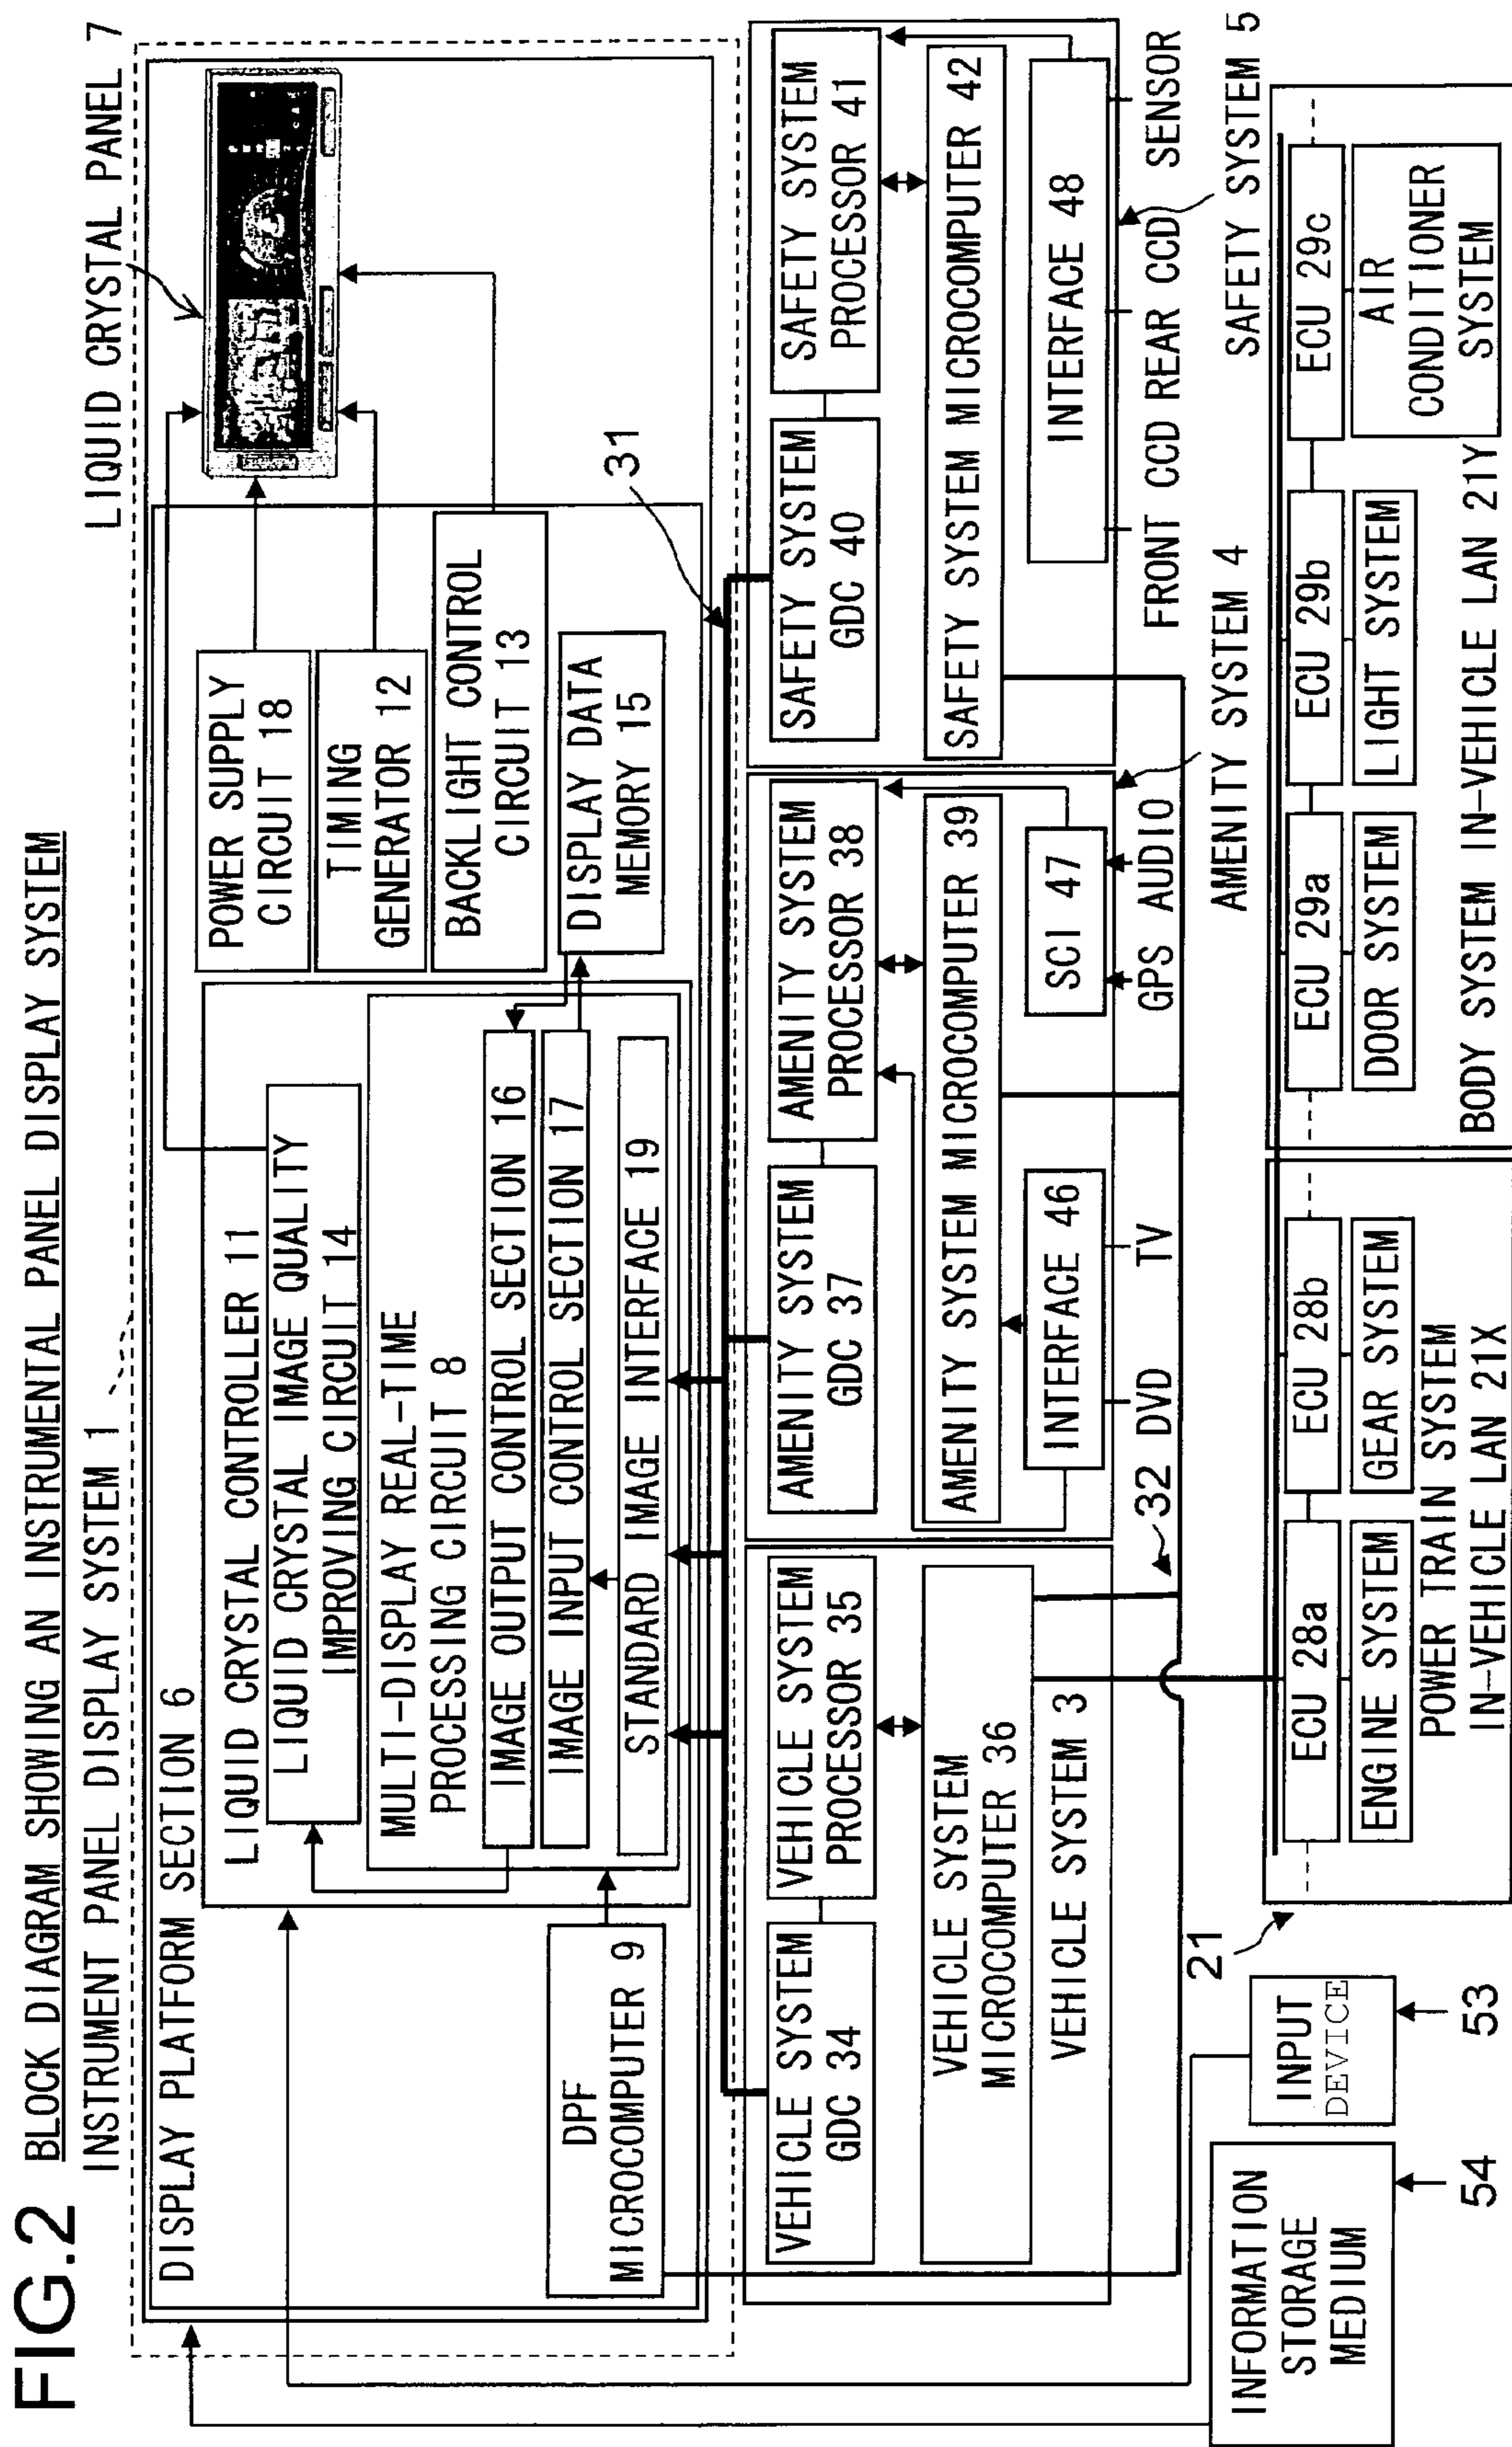 FIG.2
BLOCK DIAGRAM SHOWING AN INSTRUMENTAL PANEL DISPLAY SYSTEM
INSTRUMENT PANEL DISPLAY SYSTEM 1
LIQUID CRYSTAL PANEL 7
DISPLAY PLATFORM SECTION 6
LIQUID CRYSTAL CONTROLLER 11
LIQUID CRYSTAL IMAGE QUALITY
IMPROVING CIRCUIT 14
MULTI-DISPLAY REAL-TIME
PROCESSING CIRCUIT 8
IMAGE OUTPUT CONTROL SECTION 16
IMAGE INPUT CONTROL SECTION 17
STANDARD IMAGE INTERFACE 19
POWER SUPPLY
CIRCUIT 18
TIMING
GENERATOR 12
BACKLIGHT CONTROL
CIRCUIT 13
DISPLAY DATA
MEMORY 15
DPF
MICROCOMPUTER 9
31
VEHICLE SYSTEM
GDC 34
VEHICLE SYSTEM
PROCESSOR 35
VEHICLE SYSTEM
MICROCOMPUTER 36
VEHICLE SYSTEM 3
AMENITY SYSTEM
GDC 37
AMENITY SYSTEM
PROCESSOR 38
AMENITY SYSTEM MICROCOMPUTER 39
INTERFACE 46
SCI 47
DVD
TV
GPS
AUDIO
AMENITY SYSTEM 4
SAFETY SYSTEM
GDC 40
SAFETY SYSTEM
PROCESSOR 41
SAFETY SYSTEM MICROCOMPUTER 42
INTERFACE 48
FRONT CCD
REAR CCD
SENSOR
SAFETY SYSTEM 5
32
21
INFORMATION
STORAGE
MEDIUM
54
INPUT
DEVICE
53
ECU 28a
ENGINE SYSTEM
ECU 28b
GEAR SYSTEM
POWER TRAIN SYSTEM
IN-VEHICLE LAN 21X
ECU 29a
DOOR SYSTEM
ECU 29b
LIGHT SYSTEM
ECU 29c
AIR
CONDITIONER
SYSTEM
BODY SYSTEM IN-VEHICLE LAN 21Y